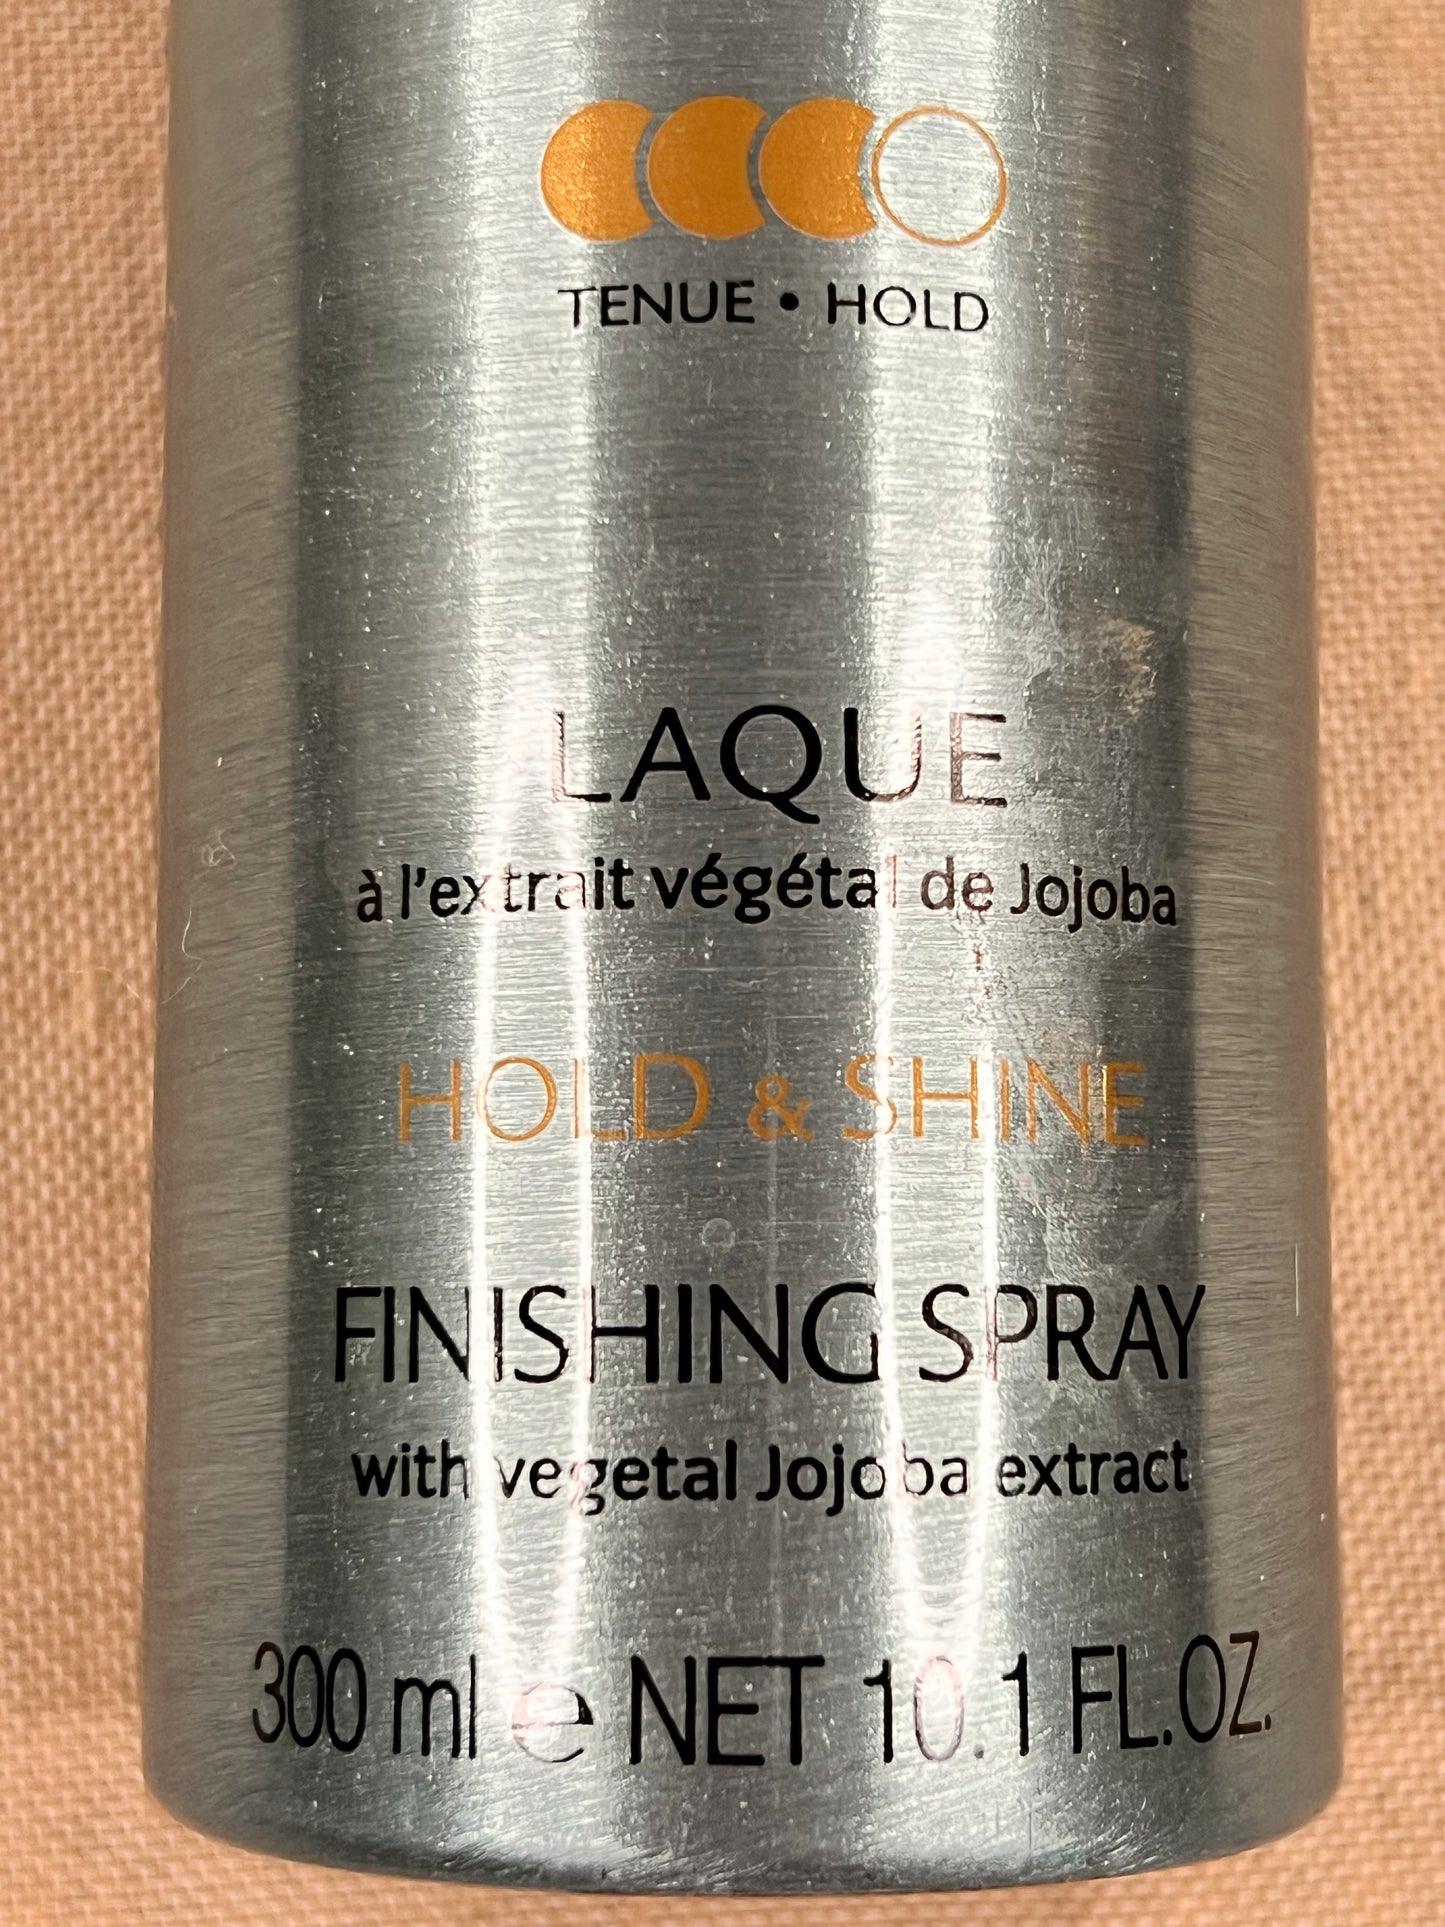 TENUE • HOLD
LAQUE
à l'extrait végétal de Jojoba
HOLD & SHINE
FINISHING SPRAY
with vegetal Jojoba extract
300 ml e NET 10.1 FL.OZ.